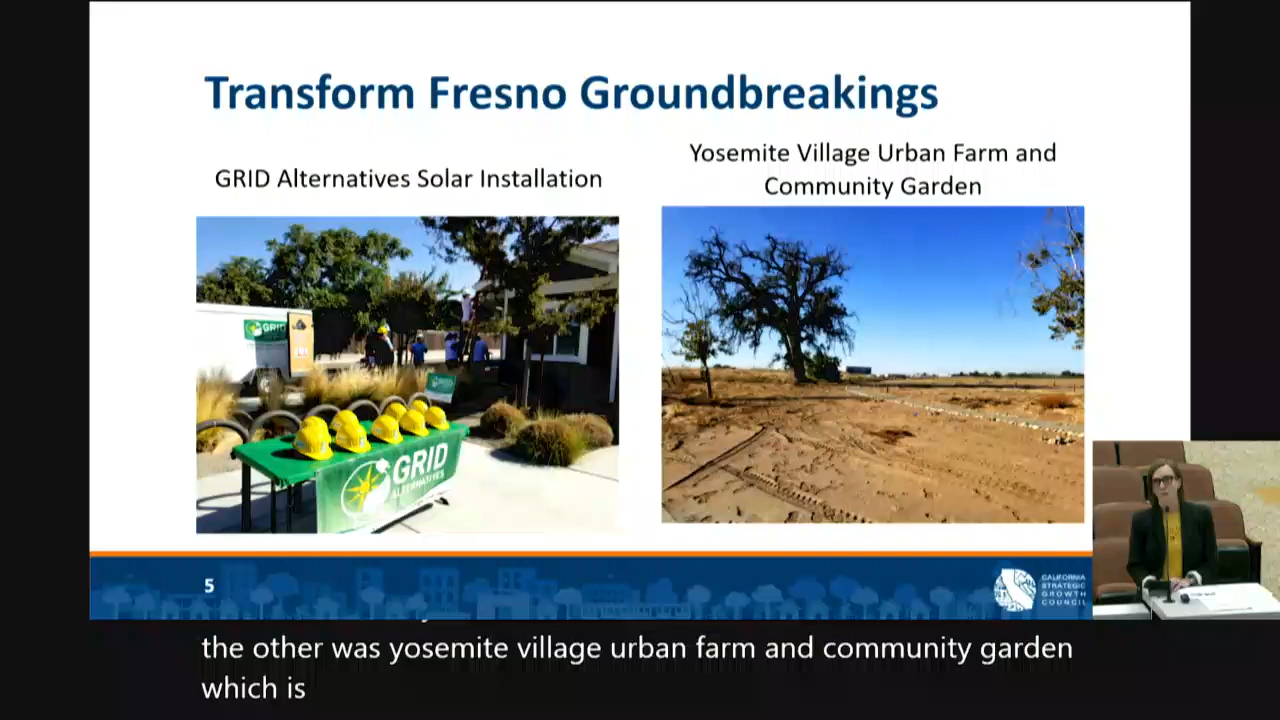 Transform Fresno Groundbreakings
GRID Alternatives Solar Installation
Yosemite Village Urban Farm and
Community Garden
GRID
GRID
ALTERNATIVES
5
CALIFORNIA
STRATEGIC
GROWTH
COUNCIL
the other was yosemite village urban farm and community garden
which is